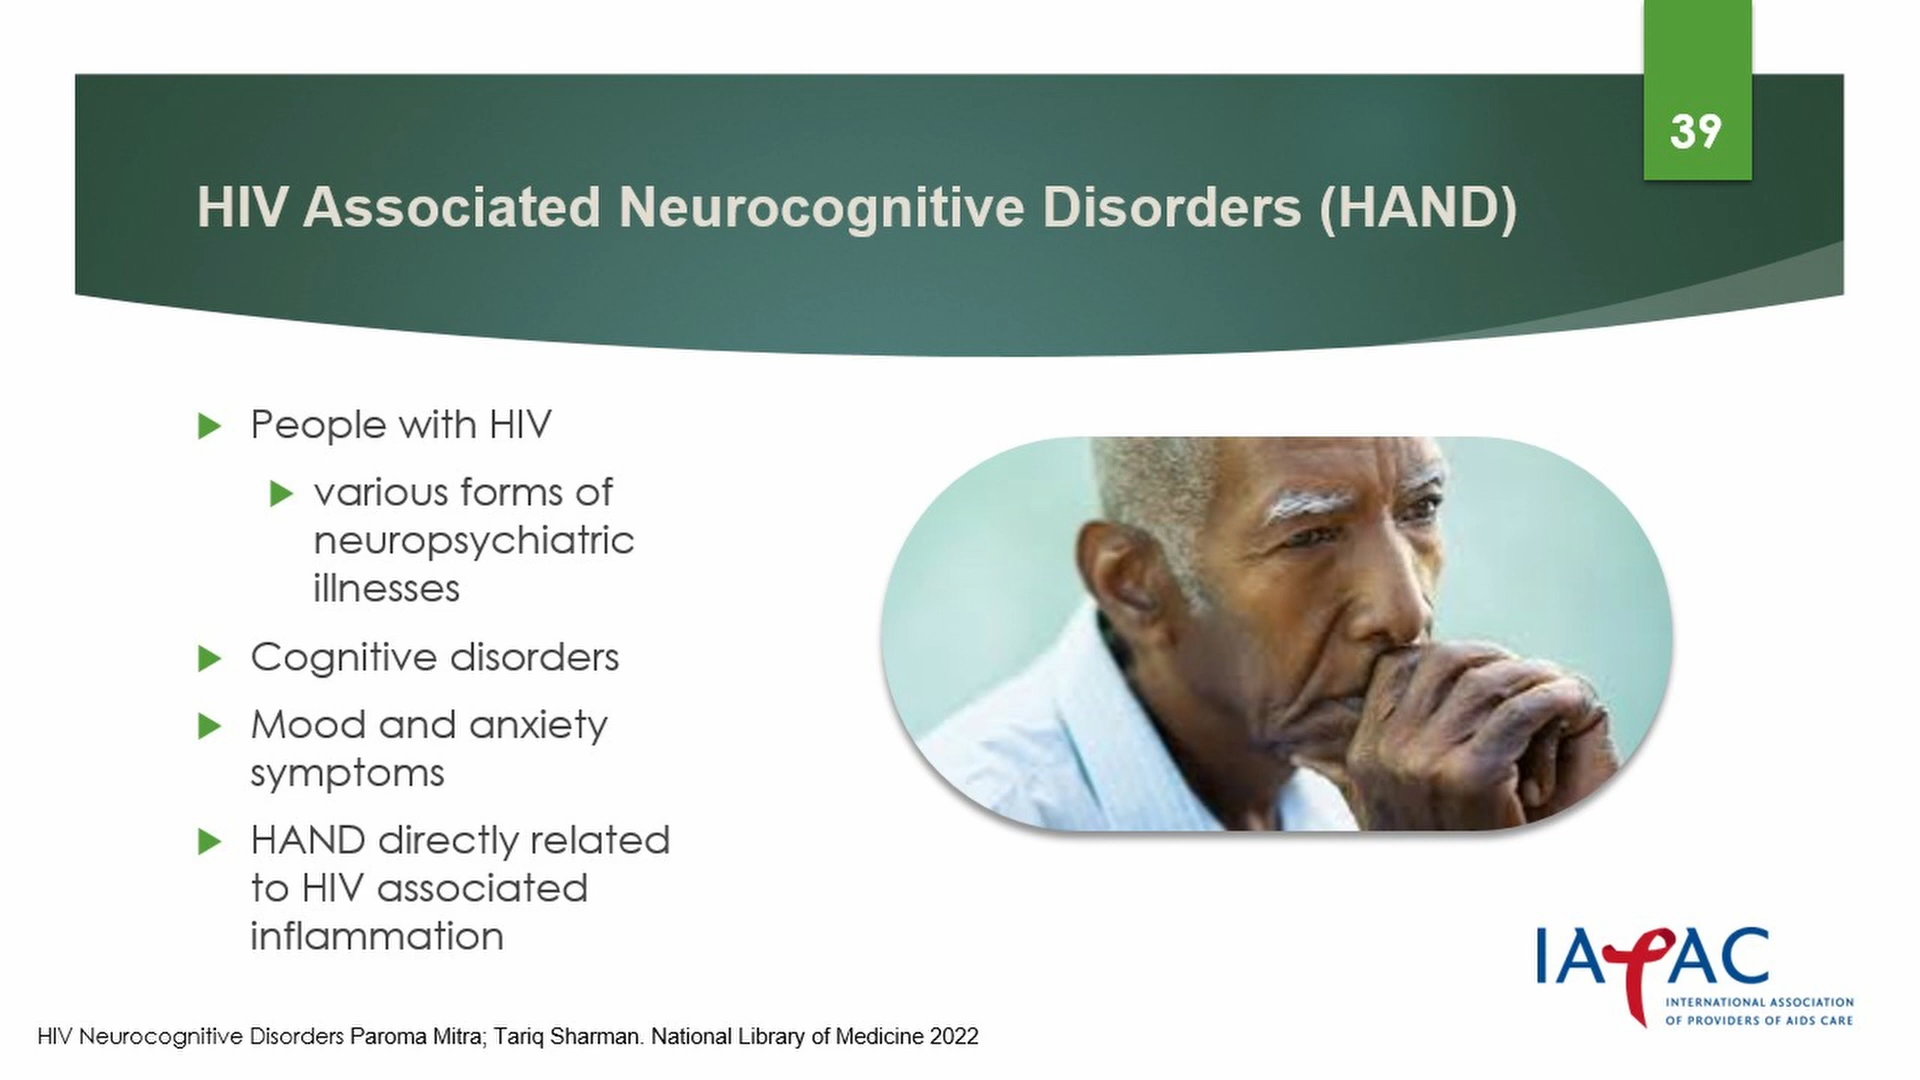 39
HIV Associated Neurocognitive Disorders (HAND)
People with HIV
various forms of
neuropsychiatric
illnesses
Cognitive disorders
Mood and anxiety
symptoms
HAND directly related
to HIV associated
inflammation
IAPAC
INTERNATIONAL ASSOCIATION
OF PROVIDERS OF AIDS CARE
HIV Neurocognitive Disorders Paroma Mitra; Tariq Sharman. National Library of Medicine 2022